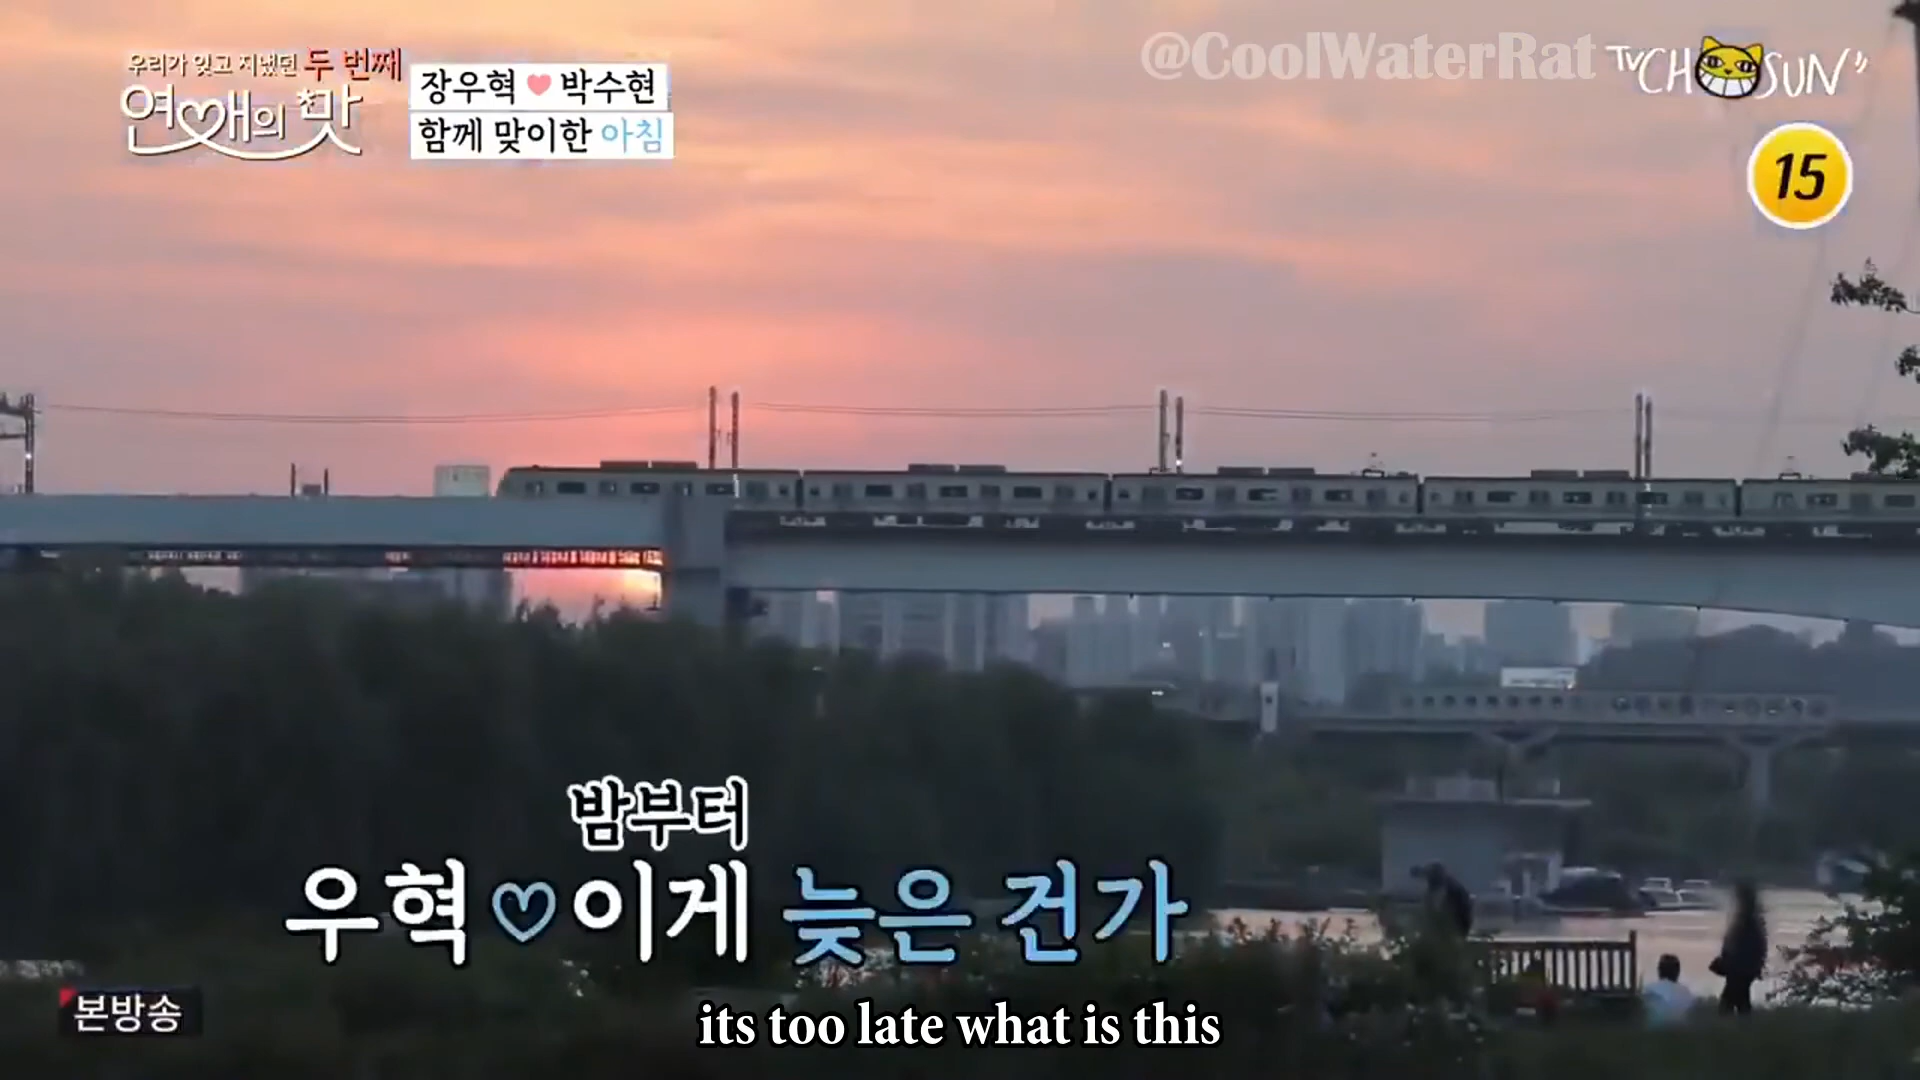 우리가 잊고 지냈던 두 번째
연애의 맛
장우혁 ♥ 박수현
함께 맞이한 아침
@CoolWaterRat
TV CHOSUN
15
밤부터
우혁 ♡ 이게 늦은 건가
본방송
its too late what is this